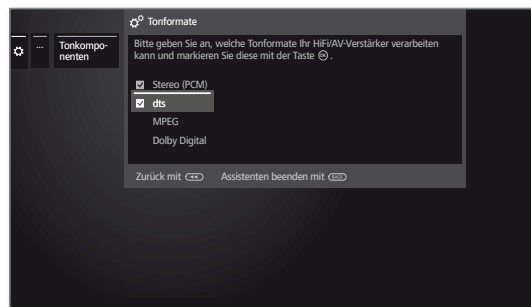 Tonformate
...
Tonkompo-
nenten
Bitte geben Sie an, welche Tonformate Ihr HiFi/AV-Verstärker verarbeiten
kann und markieren Sie diese mit der Taste OK.
Stereo (PCM)
dts
MPEG
Dolby Digital
Zurück mit Assistenten beenden mit